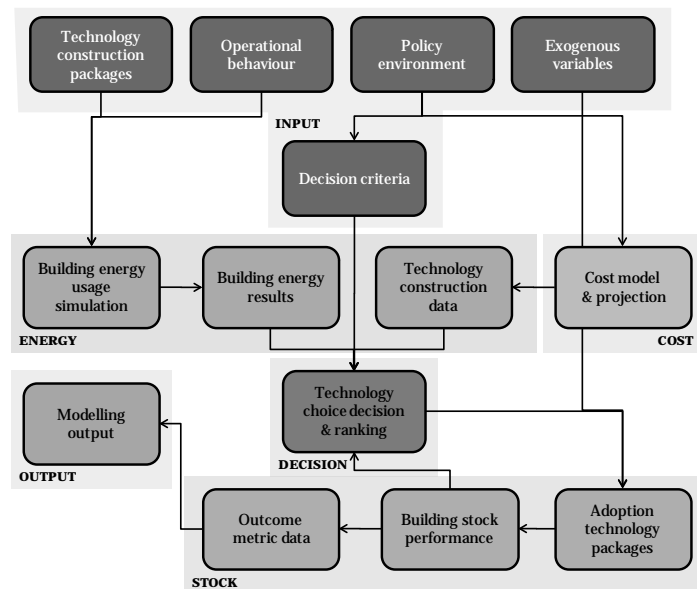 Technology
construction
packages
Operational
behaviour
Policy
environment
Exogenous
variables
INPUT
Decision criteria
Building energy
usage
simulation
Building energy
results
Technology
construction
data
Cost model
& projection
ENERGY
COST
Modelling
output
Technology
choice decision
& ranking
OUTPUT
DECISION
Outcome
metric data
Building stock
performance
Adoption
technology
packages
STOCK